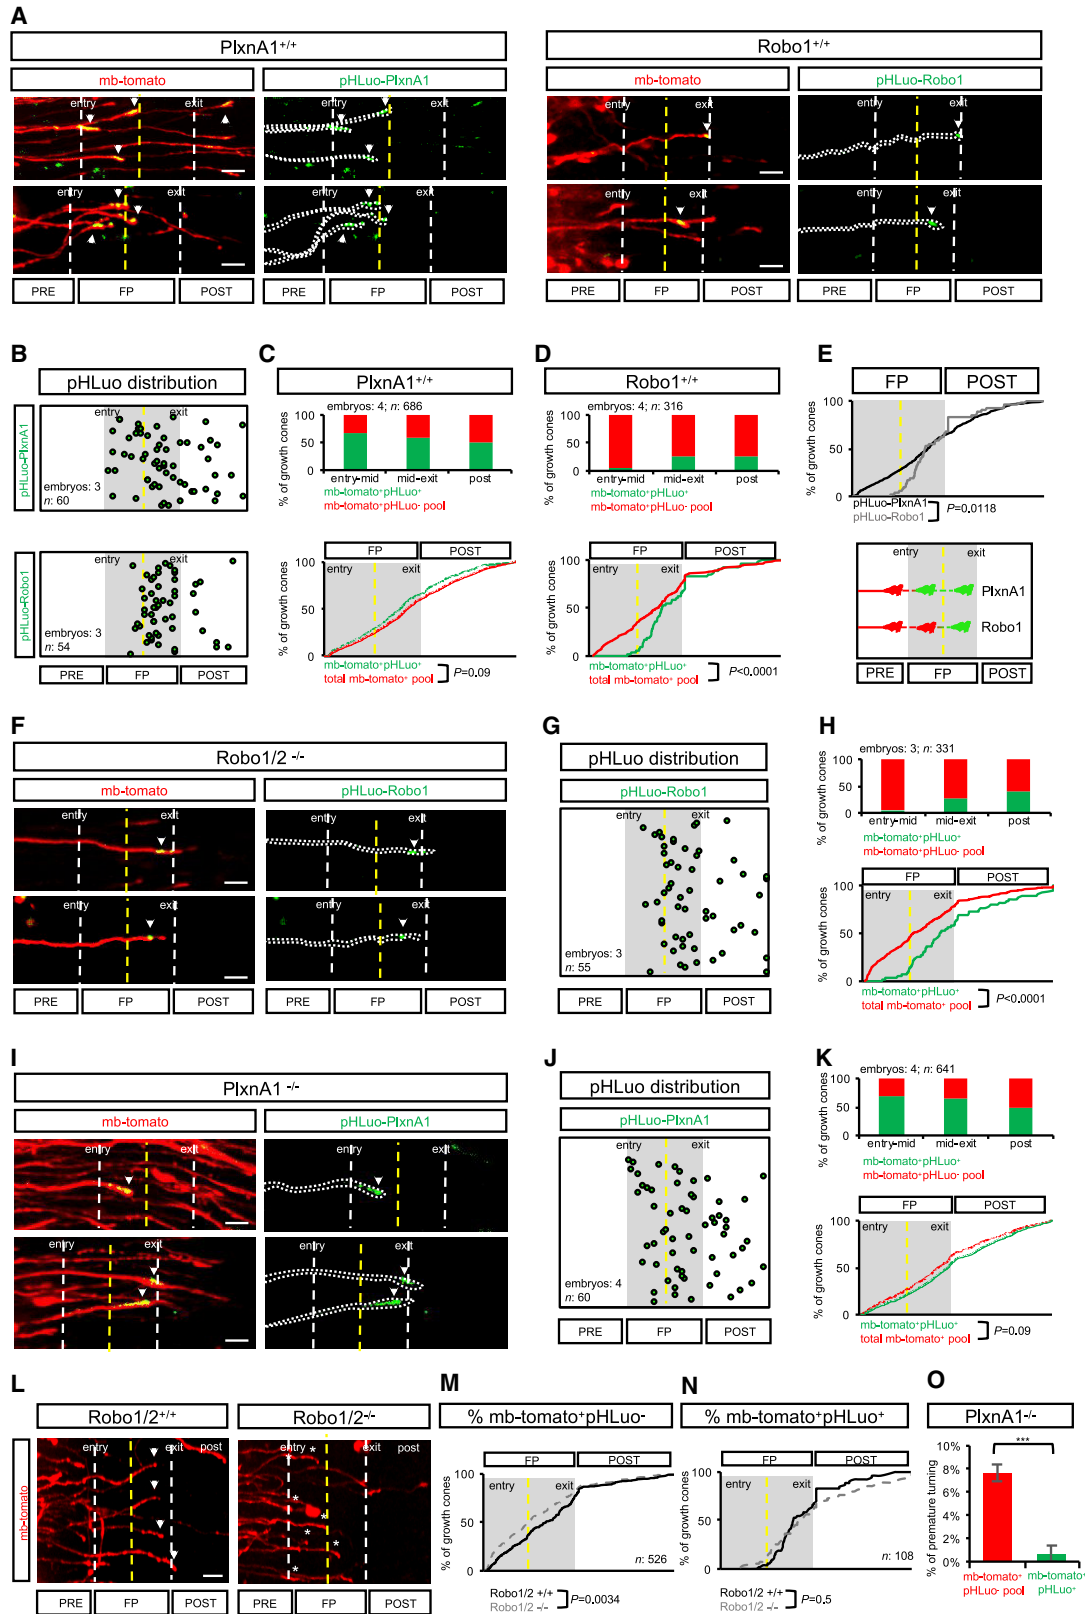 A
PlxnA1+/+
Robo1+/+
mb-tomato
pHLuo-PlxnA1
mb-tomato
pHLuo-Robo1
entry exit exit entry exit exit
entry exit entry exit entry exit entry exit
PRE FP POST PRE FP POST PRE FP POST PRE FP POST
B
pHLuo distribution
pHLuo-PlxnA1
entry exit
embryos: 3
n: 60
pHLuo-Robo1
entry exit
embryos: 3
n: 54
PRE FP POST
C
PlxnA1+/+
embryos: 4; n: 686
% of growth cones
100
50
0
entry-mid mid-exit post
mb-tomato+pHLuo+
mb-tomato+pHLuo- pool
FP POST
entry exit
% of growth cones
100
50
0
mb-tomato+pHLuo+
total mb-tomato+ pool
P=0.09
D
Robo1+/+
embryos: 4; n: 316
% of growth cones
100
50
0
entry-mid mid-exit post
mb-tomato+pHLuo+
mb-tomato+pHLuo- pool
FP POST
entry exit
% of growth cones
100
50
0
mb-tomato+pHLuo+
total mb-tomato+ pool
P<0.0001
E
FP POST
% of growth cones
100
50
0
pHLuo-PlxnA1
pHLuo-Robo1
P=0.0118
entry exit
PlxnA1
Robo1
PRE FP POST
F
Robo1/2 -/-
mb-tomato
pHLuo-Robo1
entry exit entry exit
entry exit entry exit
PRE FP POST PRE FP POST
G
pHLuo distribution
pHLuo-Robo1
entry exit
embryos: 3
n: 55
PRE FP POST
H
embryos: 3; n: 331
% of growth cones
100
50
0
entry-mid mid-exit post
mb-tomato+pHLuo+
mb-tomato+pHLuo- pool
FP POST
entry exit
% of growth cones
100
50
0
mb-tomato+pHLuo+
total mb-tomato+ pool
P<0.0001
I
PlxnA1 -/-
mb-tomato
pHLuo-PlxnA1
entry exit entry exit
entry exit entry exit
PRE FP POST PRE FP POST
J
pHLuo distribution
pHLuo-PlxnA1
entry exit
embryos: 4
n: 60
PRE FP POST
K
embryos: 4; n: 641
% of growth cones
100
50
0
entry-mid mid-exit post
mb-tomato+pHLuo+
mb-tomato+pHLuo- pool
FP POST
entry exit
% of growth cones
100
50
0
mb-tomato+pHLuo+
total mb-tomato+ pool
P=0.09
L
Robo1/2+/+
Robo1/2-/-
mb-tomato
entry exit post entry exit post
* * * * * * *
PRE FP POST PRE FP POST
M
% mb-tomato+pHLuo-
FP POST
entry exit
% of growth cones
100
50
0
n: 526
Robo1/2 +/+
Robo1/2 -/-
P=0.0034
N
% mb-tomato+pHLuo+
FP POST
entry exit
% of growth cones
100
50
0
n: 108
Robo1/2 +/+
Robo1/2 -/-
P=0.5
O
PlxnA1-/-
% of premature turning
10%
8%
6%
4%
2%
0%
***
mb-tomato+
pHLuo- pool
mb-tomato+
pHLuo+